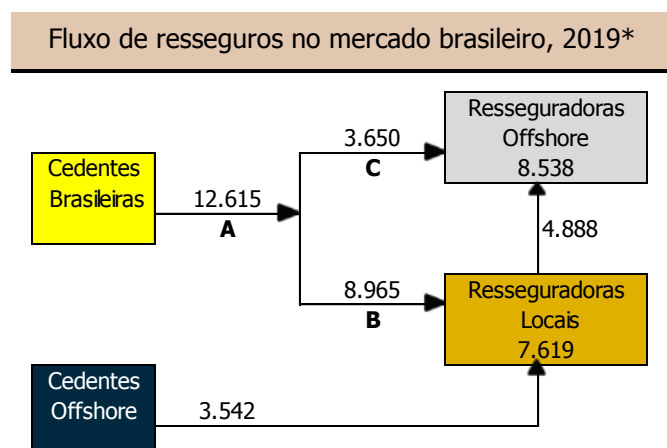 Fluxo de resseguros no mercado brasileiro, 2019*
Resseguradoras
Offshore
8.538
3.650
C
Cedentes
Brasileiras
12.615
A
4.888
8.965
B
Resseguradoras
Locais
7.619
Cedentes
Offshore
3.542